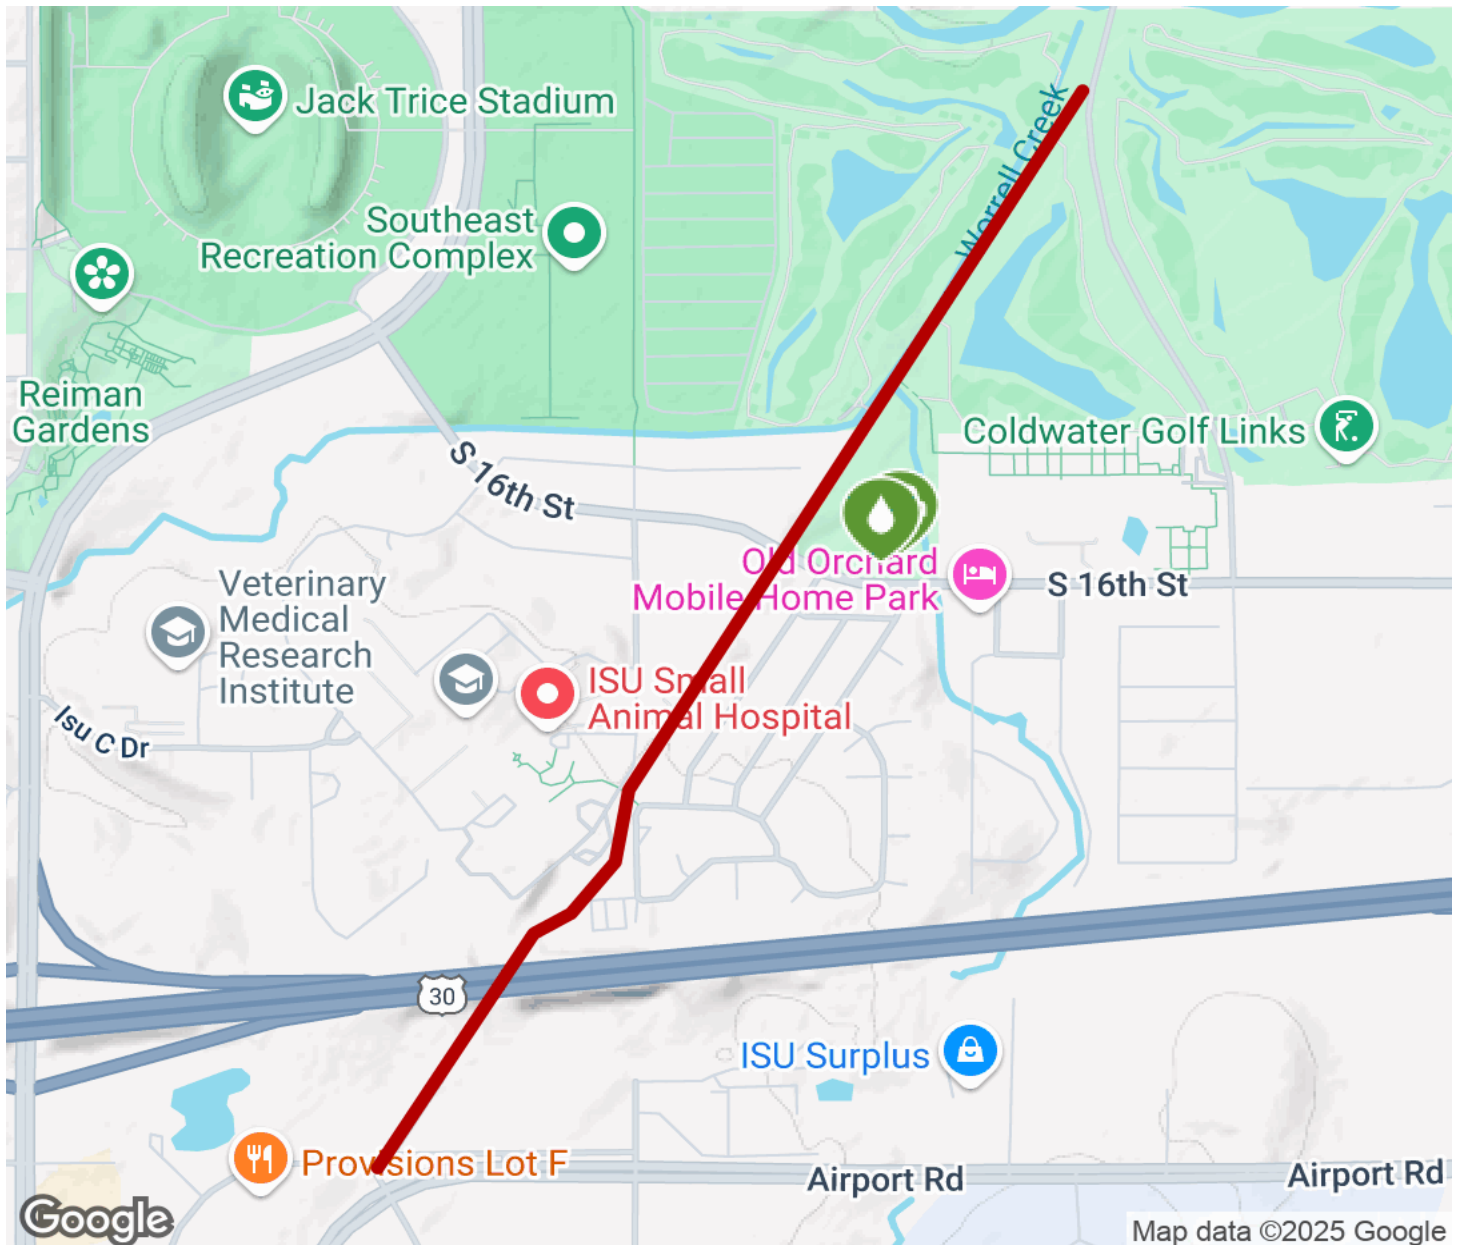 Jack Trice Stadium
Worrell Creek
Southeast
Recreation Complex
Reiman
Gardens
Coldwater Golf Links
S 16th St
Old Orchard
Mobile Home Park
S 16th St
Veterinary
Medical
Research
Institute
ISU Small
Animal Hospital
Isu C Dr
30
ISU Surplus
Provisions Lot F
Airport Rd
Airport Rd
Google
Map data ©2025 Google